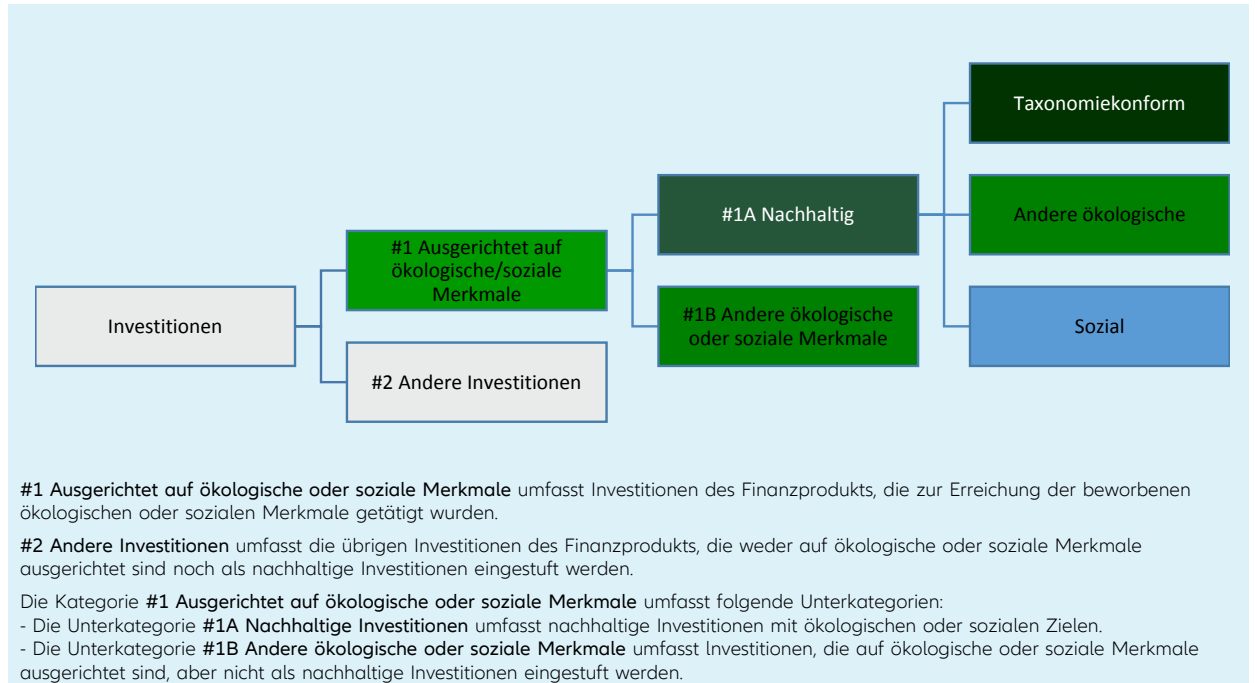 Taxonomiekonform
#1A Nachhaltig
Andere ökologische
#1 Ausgerichtet auf
ökologische/soziale
Merkmale
#1B Andere ökologische
oder soziale Merkmale
Investitionen
Sozial
#2 Andere Investitionen
#1 Ausgerichtet auf ökologische oder soziale Merkmale umfasst Investitionen des Finanzprodukts, die zur Erreichung der beworbenen
ökologischen oder sozialen Merkmale getätigt wurden.
#2 Andere Investitionen umfasst die übrigen Investitionen des Finanzprodukts, die weder auf ökologische oder soziale Merkmale
ausgerichtet sind noch als nachhaltige Investitionen eingestuft werden.
Die Kategorie #1 Ausgerichtet auf ökologische oder soziale Merkmale umfasst folgende Unterkategorien:
- Die Unterkategorie #1A Nachhaltige Investitionen umfasst nachhaltige Investitionen mit ökologischen oder sozialen Zielen.
- Die Unterkategorie #1B Andere ökologische oder soziale Merkmale umfasst Investitionen, die auf ökologische oder soziale Merkmale
ausgerichtet sind, aber nicht als nachhaltige Investitionen eingestuft werden.